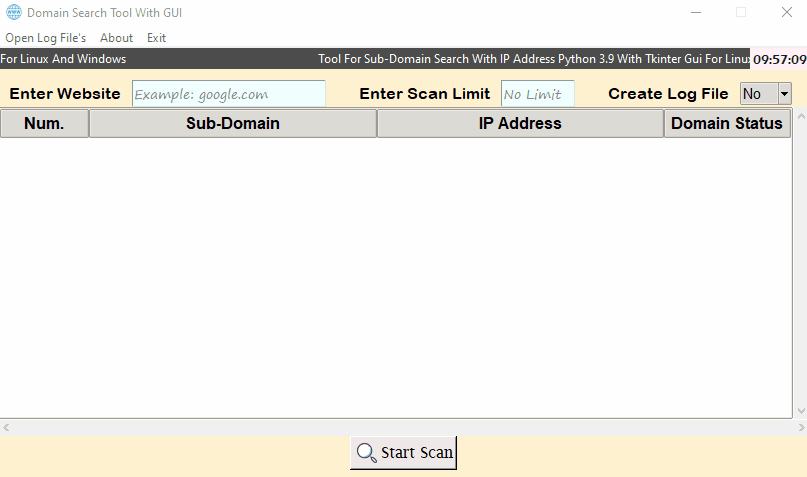 Domain Search Tool With GUI
Open Log File's About Exit
For Linux And Windows Tool For Sub-Domain Search With IP Address Python 3.9 With Tkinter Gui For Linux 09:57:09
Enter Website Example: google.com Enter Scan Limit No Limit Create Log File No
Num. Sub-Domain IP Address Domain Status
Start Scan